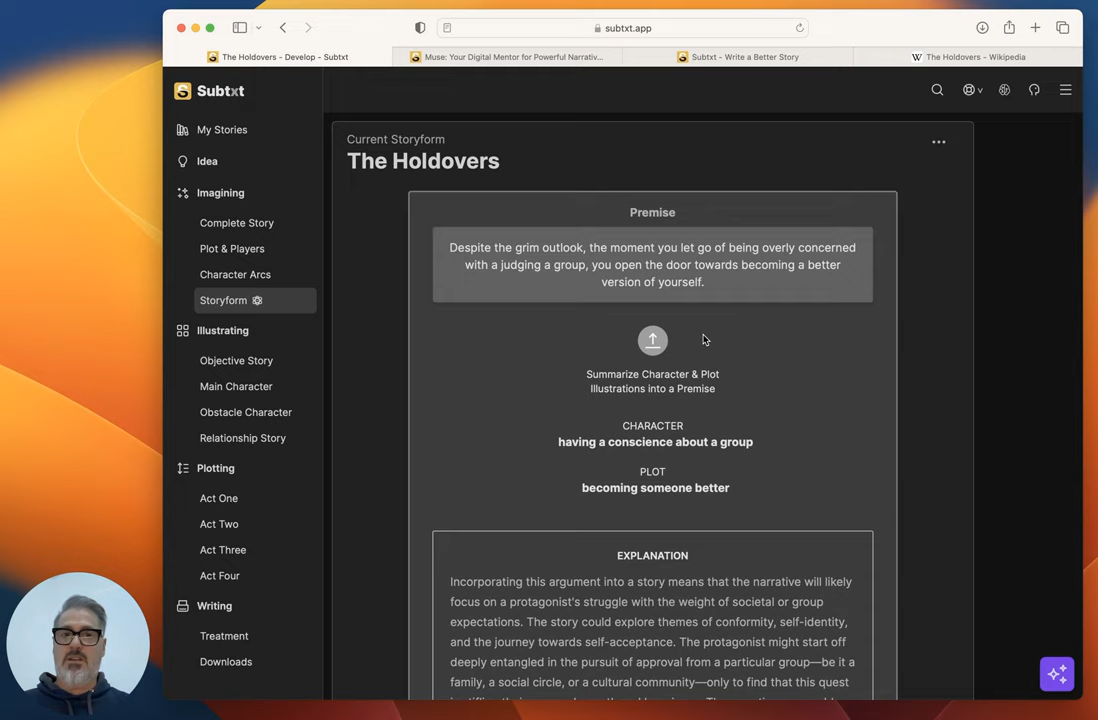 subtxt.app
The Holdovers - Develop - Subtxt
Muse: Your Digital Mentor for Powerful Narrativ...
Subtxt - Write a Better Story
W The Holdovers - Wikipedia
S Subtxt
My Stories
Idea
Imagining
Complete Story
Plot & Players
Character Arcs
Storyform
Illustrating
Objective Story
Main Character
Obstacle Character
Relationship Story
Plotting
Act One
Act Two
Act Three
Act Four
Writing
Treatment
Downloads
Current Storyform
The Holdovers
Premise
Despite the grim outlook, the moment you let go of being overly concerned
with a judging a group, you open the door towards becoming a better
version of yourself.
Summarize Character & Plot
Illustrations into a Premise
CHARACTER
having a conscience about a group
PLOT
becoming someone better
EXPLANATION
Incorporating this argument into a story means that the narrative will likely
focus on a protagonist's struggle with the weight of societal or group
expectations. The story could explore themes of conformity, self-identity,
and the journey towards self-acceptance. The protagonist might start off
deeply entangled in the pursuit of approval from a particular group—be it a
family, a social circle, or a cultural community—only to find that this quest